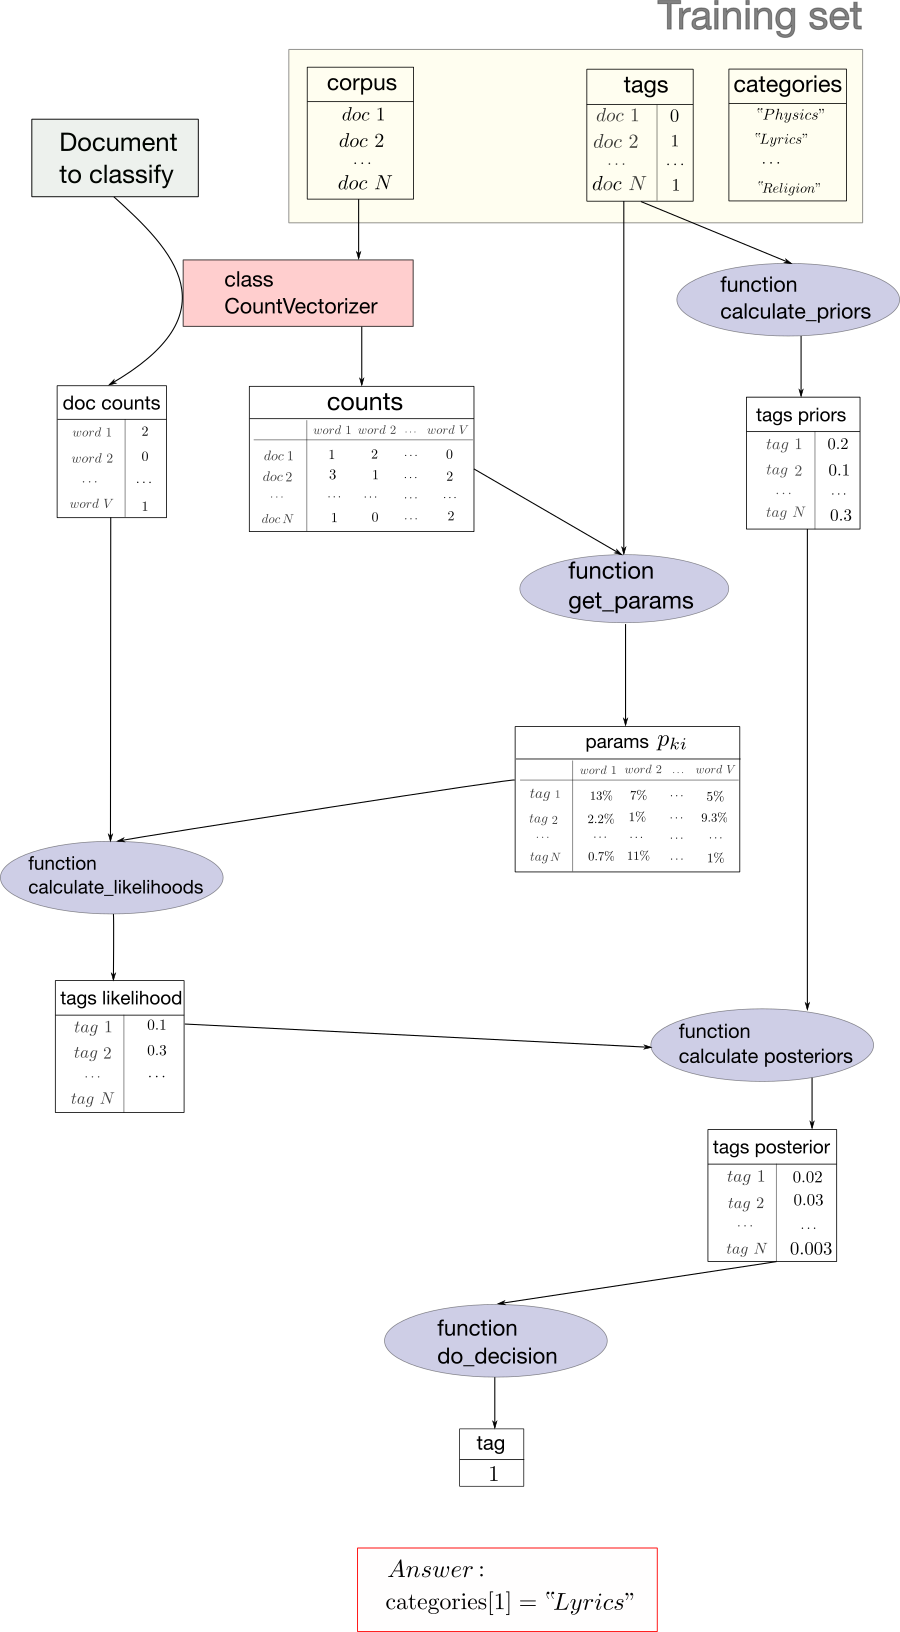 Training set
corpus
doc 1
doc 2
...
doc N
tags
doc 1 0
doc 2 1
... ...
doc N 1
categories
"Physics"
"Lyrics"
...
"Religion"
Document
to classify
class
CountVectorizer
function
calculate_priors
doc counts
word 1 2
word 2 0
... ...
word V 1
counts
word 1 word 2 ... word V
doc 1 1 2 ... 0
doc 2 3 1 ... 2
... ... ... ... ...
doc N 1 0 ... 2
tags priors
tag 1 0.2
tag 2 0.1
... ...
tag N 0.3
function
get_params
params p_{ki}
word 1 word 2 ... word V
tag 1 13% 7% ... 5%
tag 2 2.2% 1% ... 9.3%
... ... ... ... ...
tag N 0.7% 11% ... 1%
function
calculate_likelihoods
tags likelihood
tag 1 0.1
tag 2 0.3
... ...
tag N
function
calculate posteriors
tags posterior
tag 1 0.02
tag 2 0.03
... ...
tag N 0.003
function
do_decision
tag
1
Answer :
categories[1] = "Lyrics"